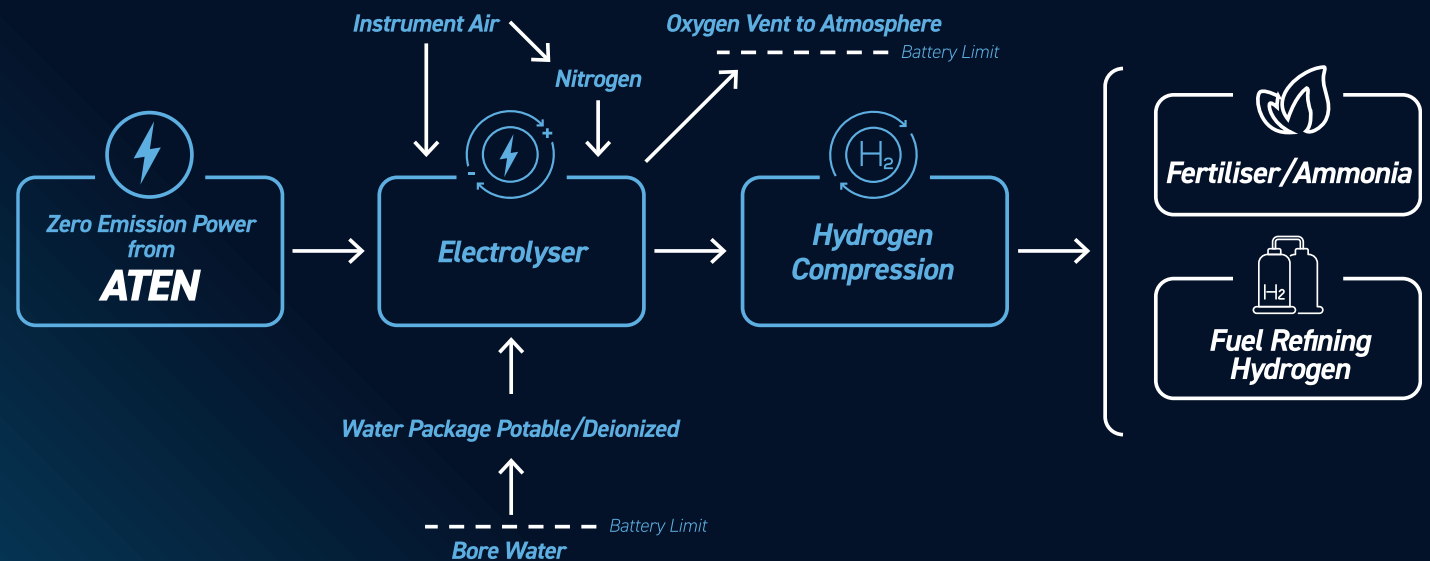 Instrument Air
Oxygen Vent to Atmosphere
Battery Limit
Nitrogen
Zero Emission Power
from
ATEN
+
-
Electrolyser
H2
Hydrogen
Compression
Fertiliser/Ammonia
H2
Fuel Refining
Hydrogen
Water Package Potable/Deionized
Battery Limit
Bore Water